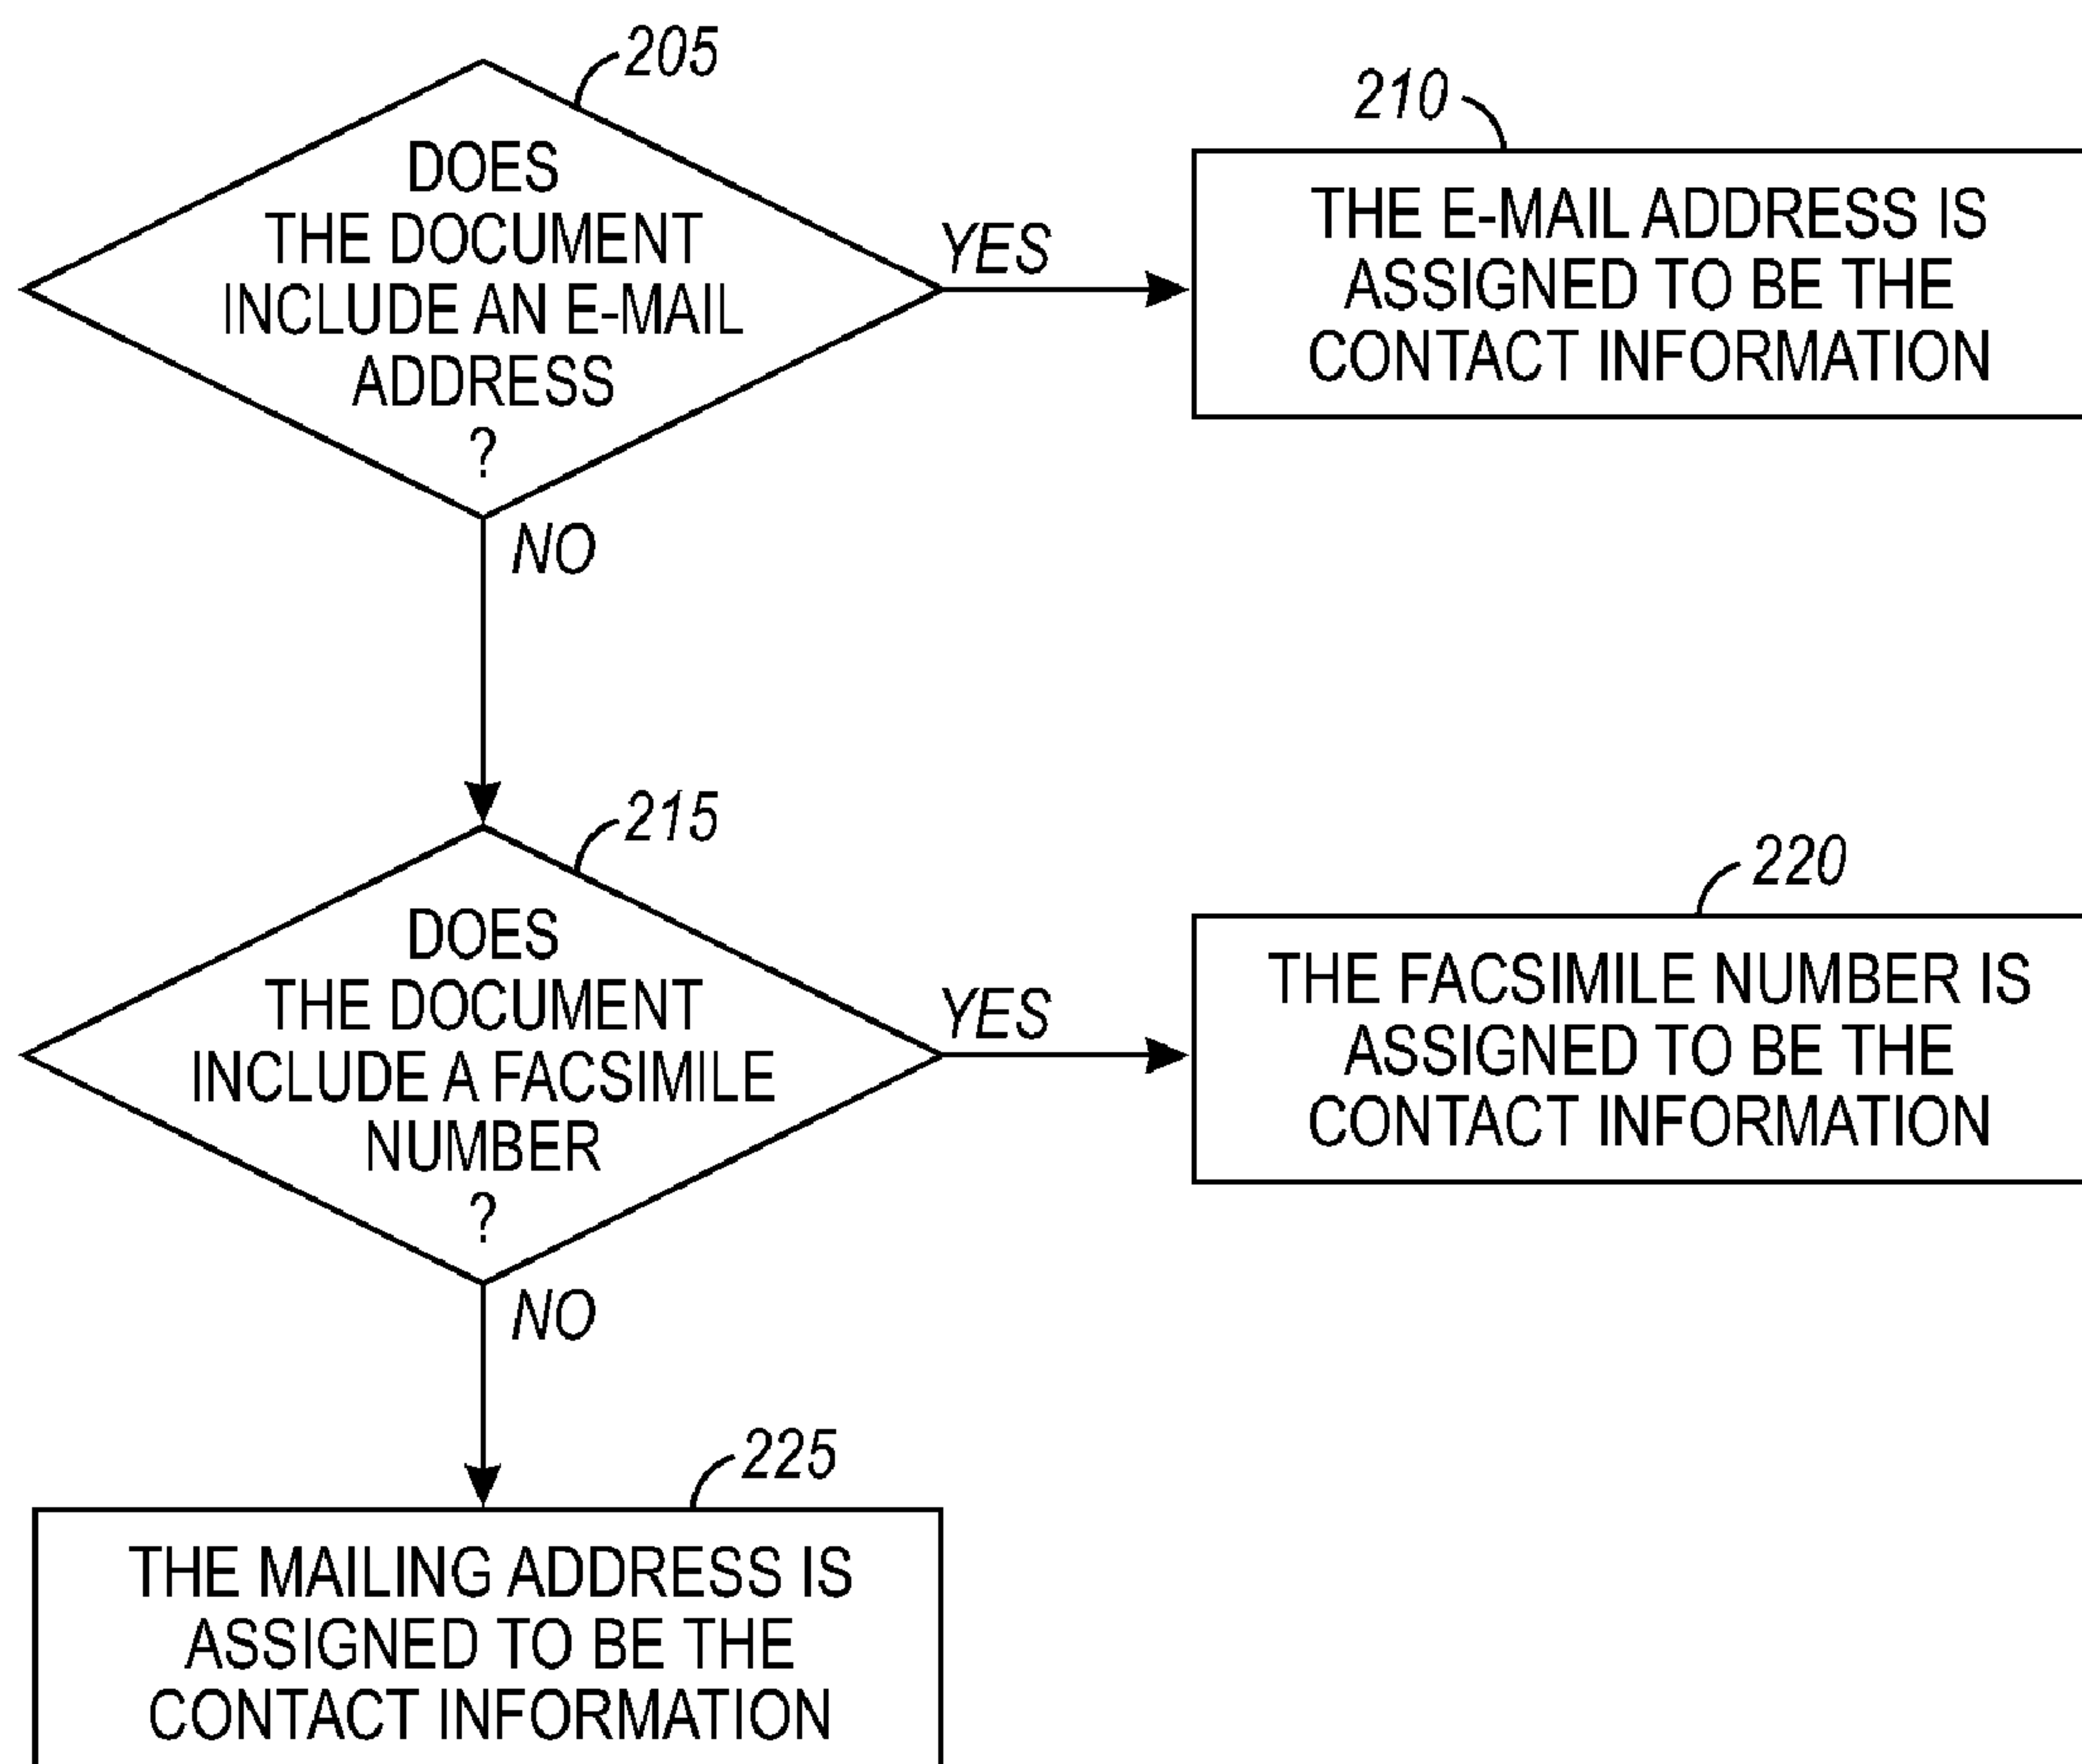 205
DOES
THE DOCUMENT
INCLUDE AN E-MAIL
ADDRESS
?
YES
NO
210
THE E-MAIL ADDRESS IS
ASSIGNED TO BE THE
CONTACT INFORMATION
215
DOES
THE DOCUMENT
INCLUDE A FACSIMILE
NUMBER
?
YES
NO
220
THE FACSIMILE NUMBER IS
ASSIGNED TO BE THE
CONTACT INFORMATION
225
THE MAILING ADDRESS IS
ASSIGNED TO BE THE
CONTACT INFORMATION